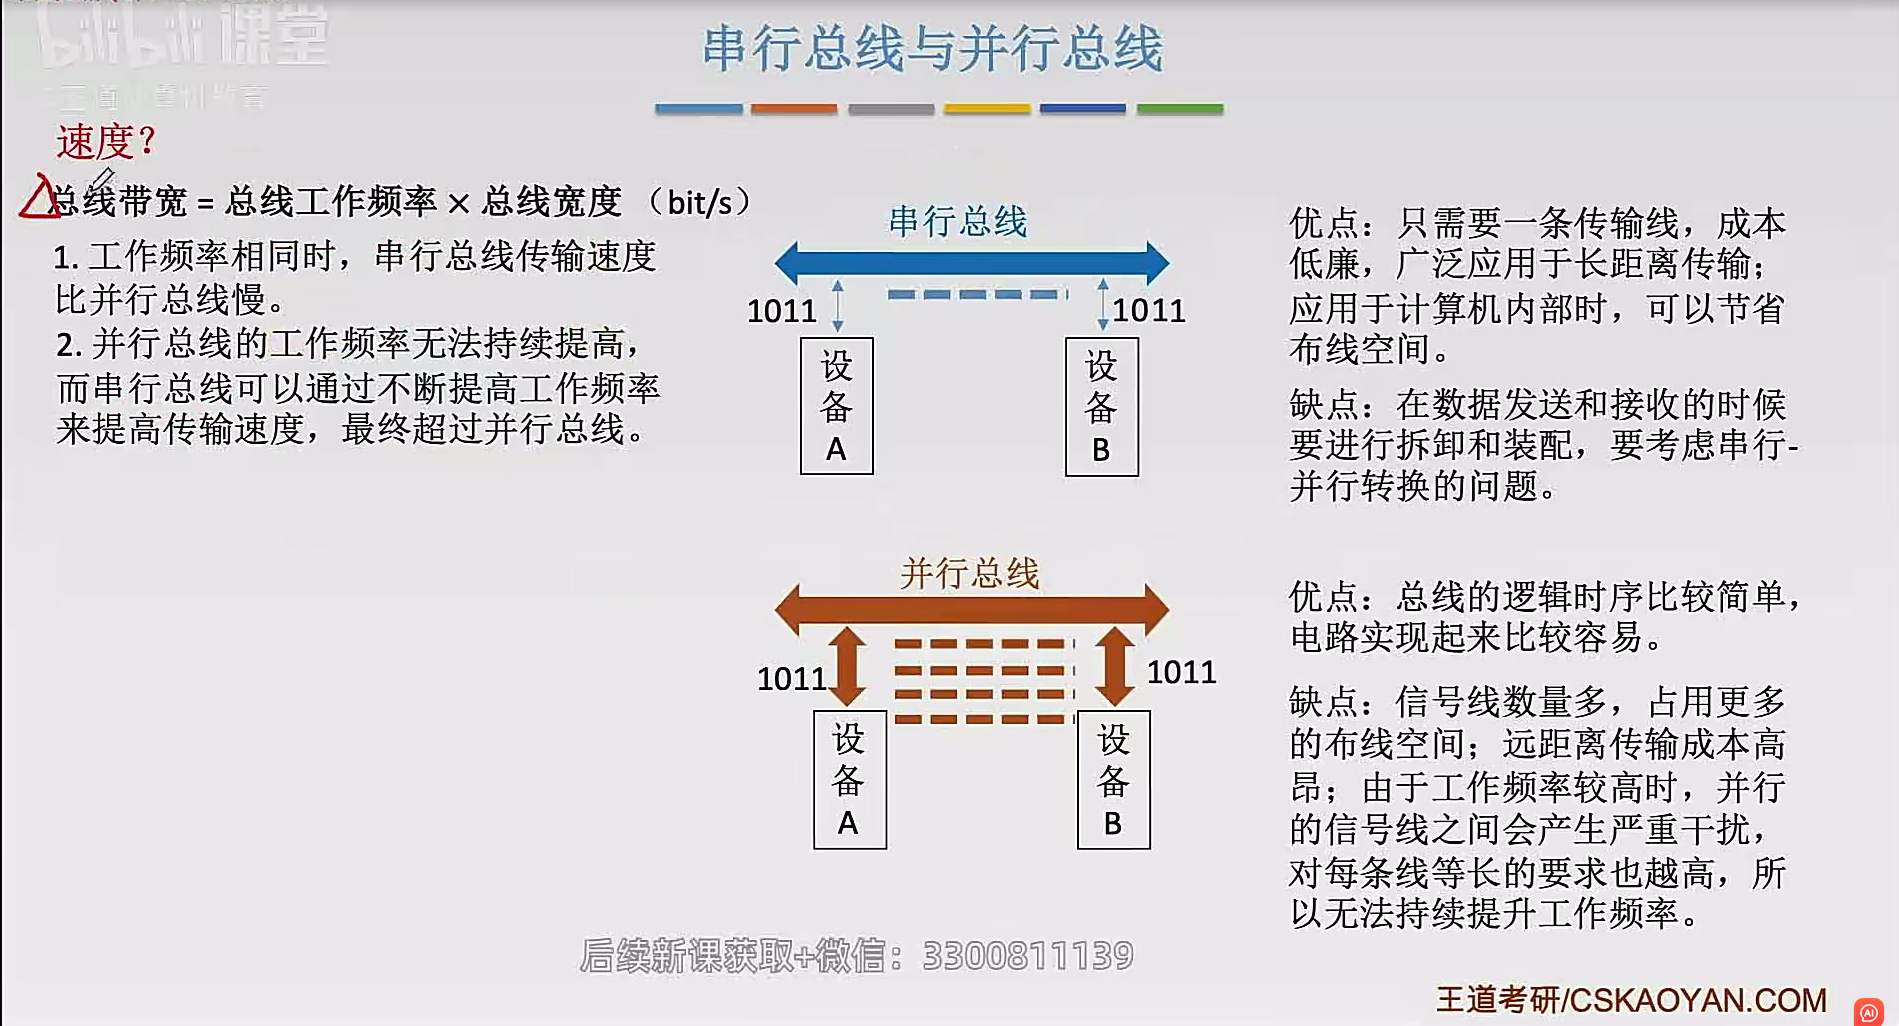 bilibili 课堂
王道计算机教育
串行总线与并行总线
速度？
总线带宽 = 总线工作频率 × 总线宽度 （bit/s）
1. 工作频率相同时，串行总线传输速度
比并行总线慢。
2. 并行总线的工作频率无法持续提高，
而串行总线可以通过不断提高工作频率
来提高传输速度，最终超过并行总线。
串行总线
1011
1011
设
备
A
设
备
B
优点：只需要一条传输线，成本
低廉，广泛应用于长距离传输；
应用于计算机内部时，可以节省
布线空间。
缺点：在数据发送和接收的时候
要进行拆卸和装配，要考虑串行-
并行转换的问题。
并行总线
1011
1011
设
备
A
设
备
B
优点：总线的逻辑时序比较简单，
电路实现起来比较容易。
缺点：信号线数量多，占用更多
的布线空间；远距离传输成本高
昂；由于工作频率较高时，并行
的信号线之间会产生严重干扰，
对每条线等长的要求也越高，所
以无法持续提升工作频率。
后续新课获取+微信：3300811139
王道考研/CSKAOYAN.COM
AI